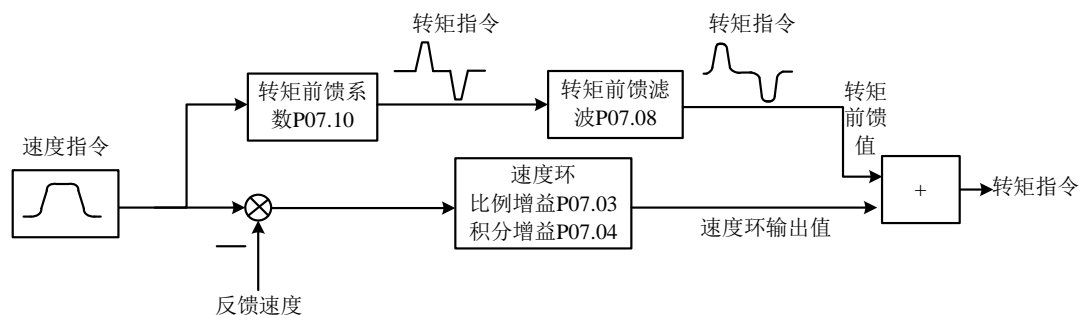 转矩指令
转矩指令
转矩前馈系
数P07.10
转矩前馈滤
波P07.08
转矩
前馈
值
速度指令
速度环
比例增益P07.03
积分增益P07.04
+
转矩指令
速度环输出值
反馈速度